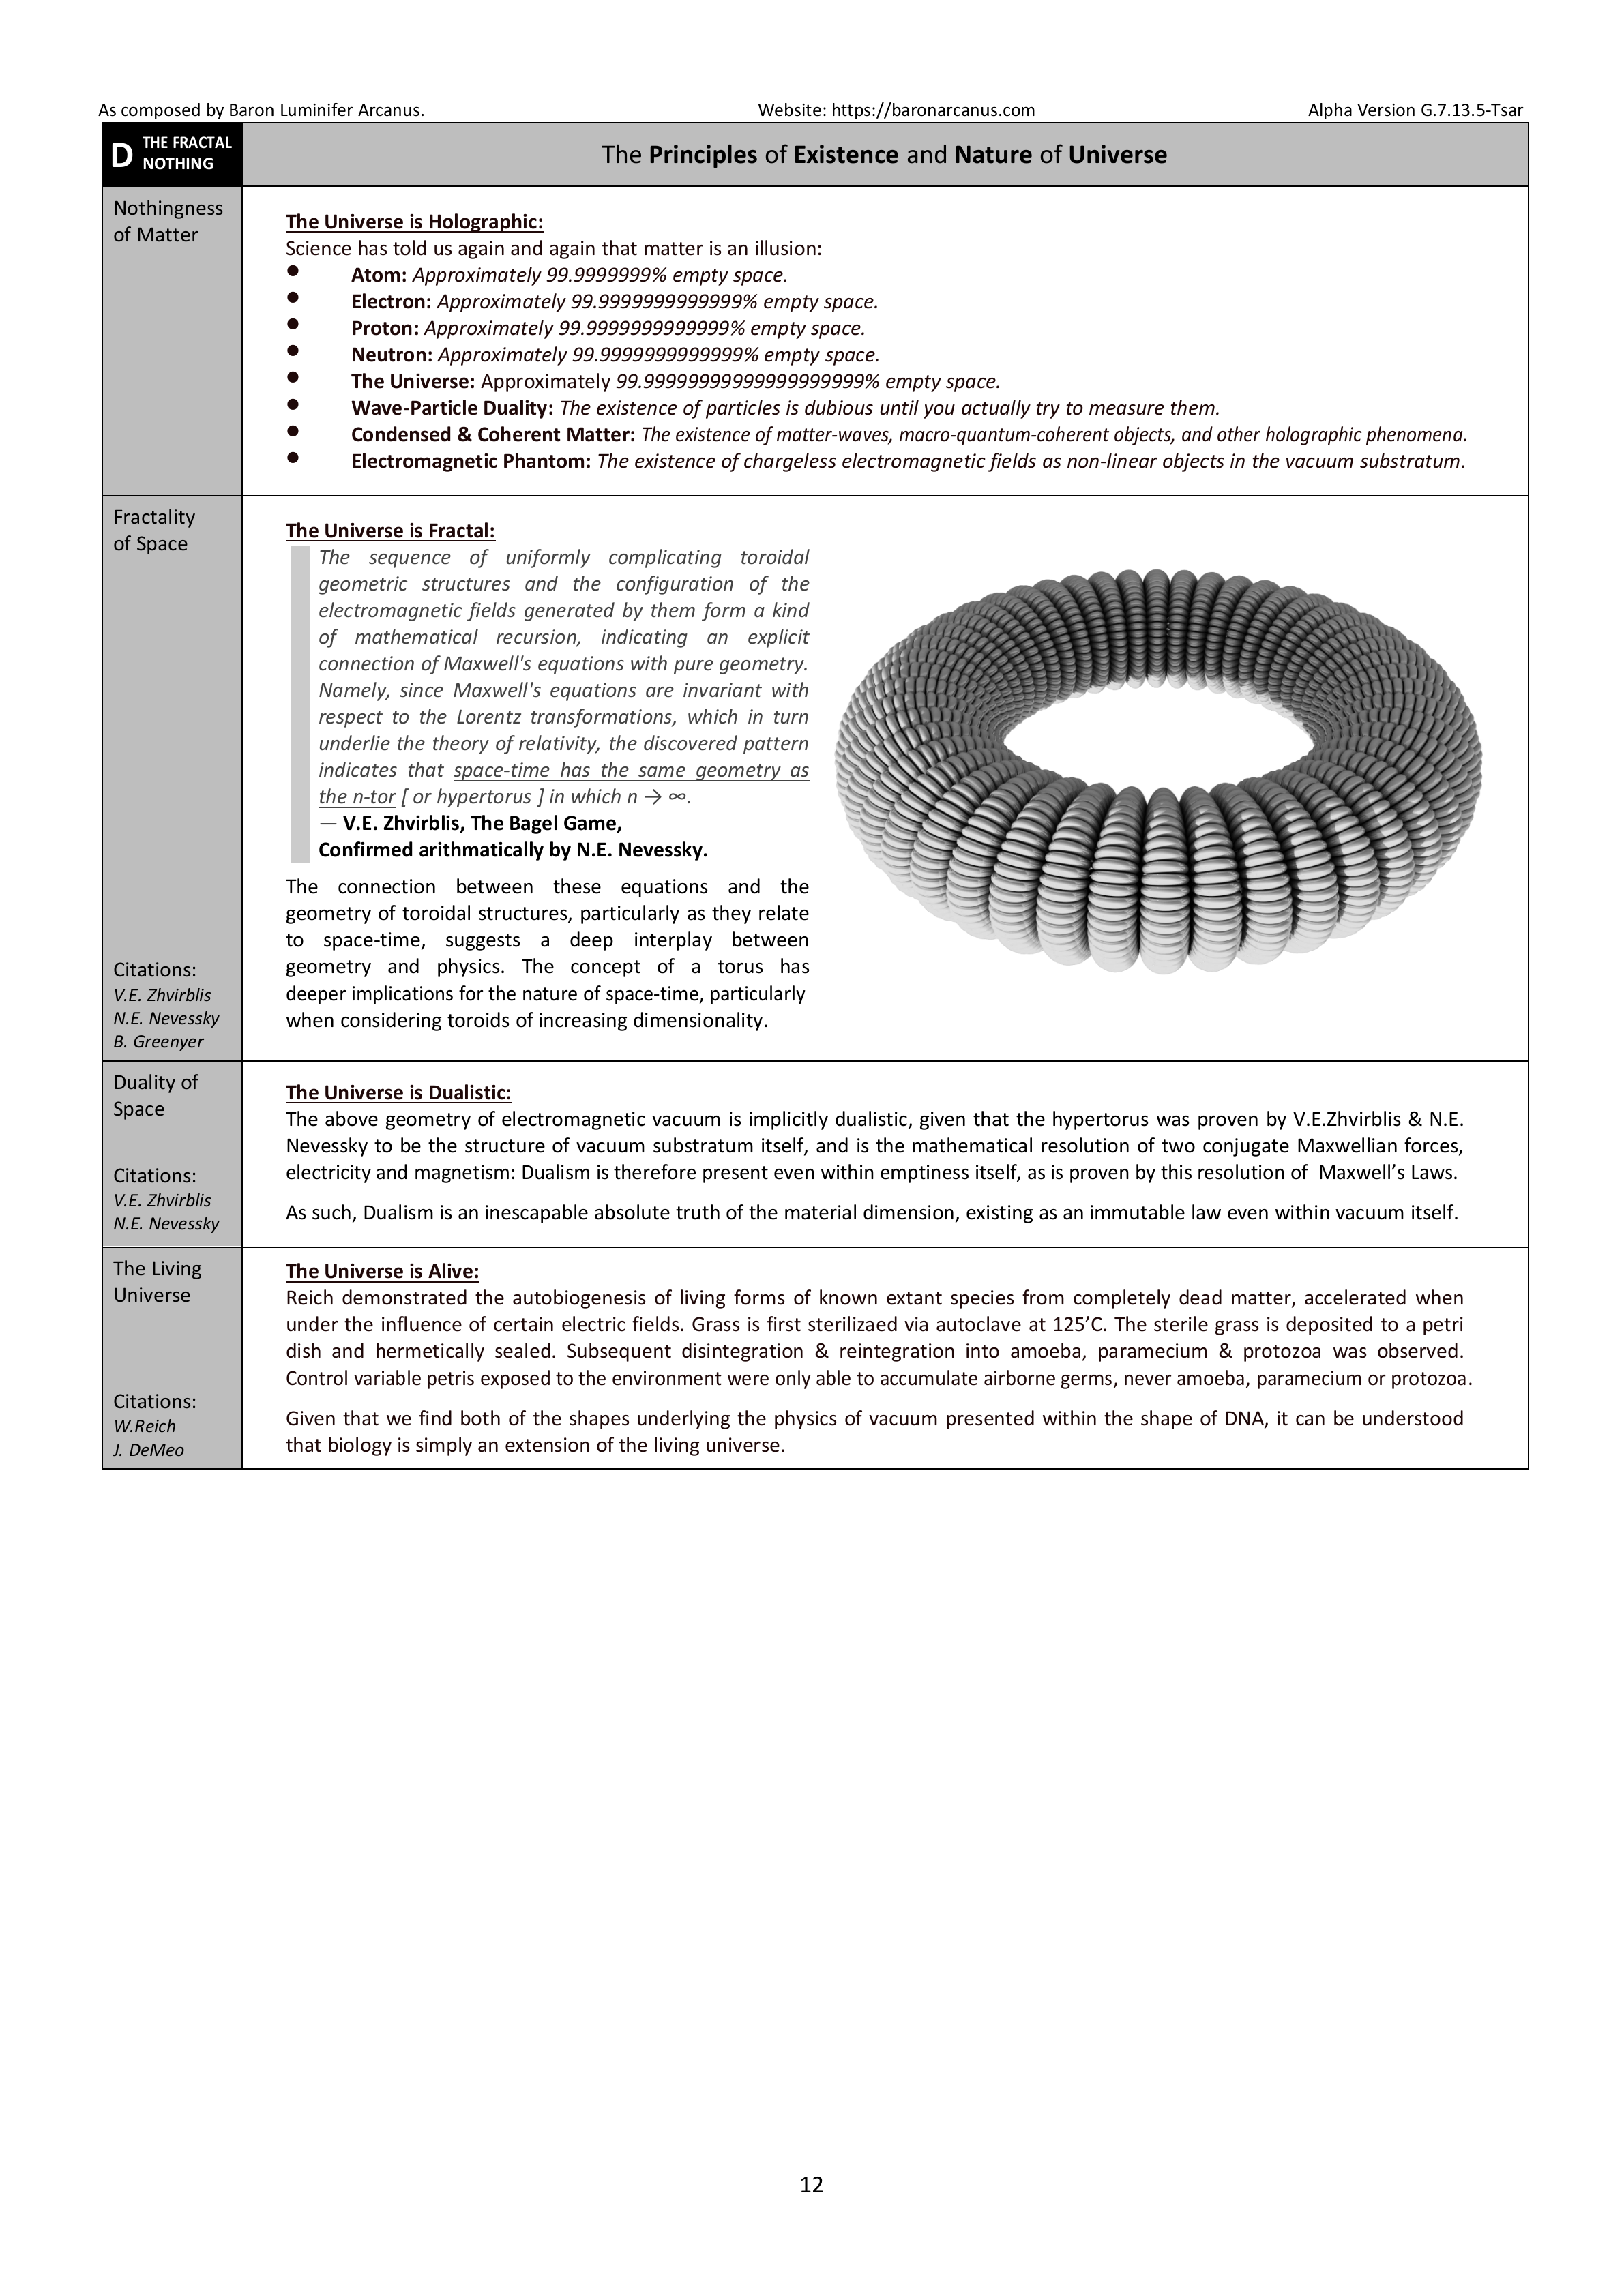 As composed by Baron Luminifer Arcanus. Website: https://baronarcanus.com Alpha Version G.7.13.5-Tsar
D THE FRACTAL
NOTHING
The Principles of Existence and Nature of Universe
Nothingness
of Matter
The Universe is Holographic:
Science has told us again and again that matter is an illusion:
● Atom: Approximately 99.9999999% empty space.
● Electron: Approximately 99.9999999999999% empty space.
● Proton: Approximately 99.9999999999999% empty space.
● Neutron: Approximately 99.9999999999999% empty space.
● The Universe: Approximately 99.99999999999999999999% empty space.
● Wave-Particle Duality: The existence of particles is dubious until you actually try to measure them.
● Condensed & Coherent Matter: The existence of matter-waves, macro-quantum-coherent objects, and other holographic phenomena.
● Electromagnetic Phantom: The existence of chargeless electromagnetic fields as non-linear objects in the vacuum substratum.
Fractality
of Space
Citations:
V.E. Zhvirblis
N.E. Nevessky
B. Greenyer
The Universe is Fractal:
The sequence of uniformly complicating toroidal
geometric structures and the configuration of the
electromagnetic fields generated by them form a kind
of mathematical recursion, indicating an explicit
connection of Maxwell's equations with pure geometry.
Namely, since Maxwell's equations are invariant with
respect to the Lorentz transformations, which in turn
underlie the theory of relativity, the discovered pattern
indicates that space-time has the same geometry as
the n-tor [ or hypertorus ] in which n → ∞.
— V.E. Zhvirblis, The Bagel Game,
Confirmed arithmatically by N.E. Nevessky.
The connection between these equations and the
geometry of toroidal structures, particularly as they relate
to space-time, suggests a deep interplay between
geometry and physics. The concept of a torus has
deeper implications for the nature of space-time, particularly
when considering toroids of increasing dimensionality.
Duality of
Space
Citations:
V.E. Zhvirblis
N.E. Nevessky
The Universe is Dualistic:
The above geometry of electromagnetic vacuum is implicitly dualistic, given that the hypertorus was proven by V.E.Zhvirblis & N.E.
Nevessky to be the structure of vacuum substratum itself, and is the mathematical resolution of two conjugate Maxwellian forces,
electricity and magnetism: Dualism is therefore present even within emptiness itself, as is proven by this resolution of Maxwell’s Laws.
As such, Dualism is an inescapable absolute truth of the material dimension, existing as an immutable law even within vacuum itself.
The Living
Universe
Citations:
W.Reich
J. DeMeo
The Universe is Alive:
Reich demonstrated the autobiogenesis of living forms of known extant species from completely dead matter, accelerated when
under the influence of certain electric fields. Grass is first sterilizaed via autoclave at 125’C. The sterile grass is deposited to a petri
dish and hermetically sealed. Subsequent disintegration & reintegration into amoeba, paramecium & protozoa was observed.
Control variable petris exposed to the environment were only able to accumulate airborne germs, never amoeba, paramecium or protozoa.
Given that we find both of the shapes underlying the physics of vacuum presented within the shape of DNA, it can be understood
that biology is simply an extension of the living universe.
12